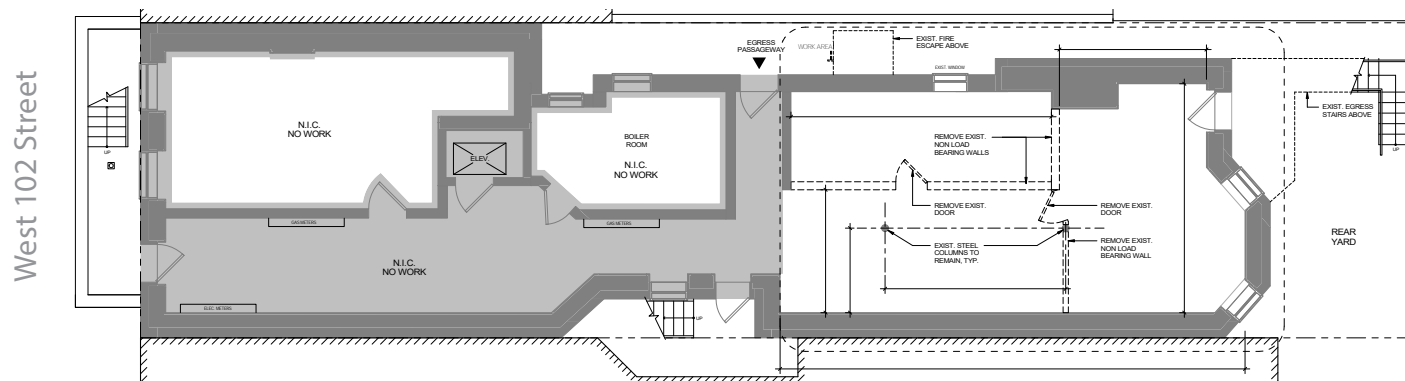 West 102 Street
UP
N.I.C.
NO WORK
ELEV.
BOILER
ROOM
N.I.C.
NO WORK
EGRESS
PASSAGEWAY
WORK AREA
EXIST. FIRE
ESCAPE ABOVE
EXIST. WINDOW
REMOVE EXIST.
NON LOAD
BEARING WALLS
REMOVE EXIST.
DOOR
REMOVE EXIST.
DOOR
EXIST. STEEL
COLUMNS TO
REMAIN, TYP.
REMOVE EXIST.
NON LOAD
BEARING WALL
EXIST. EGRESS
STAIRS ABOVE
UP
REAR
YARD
GAS METERS
GAS METERS
N.I.C.
NO WORK
ELEC. METERS
UP